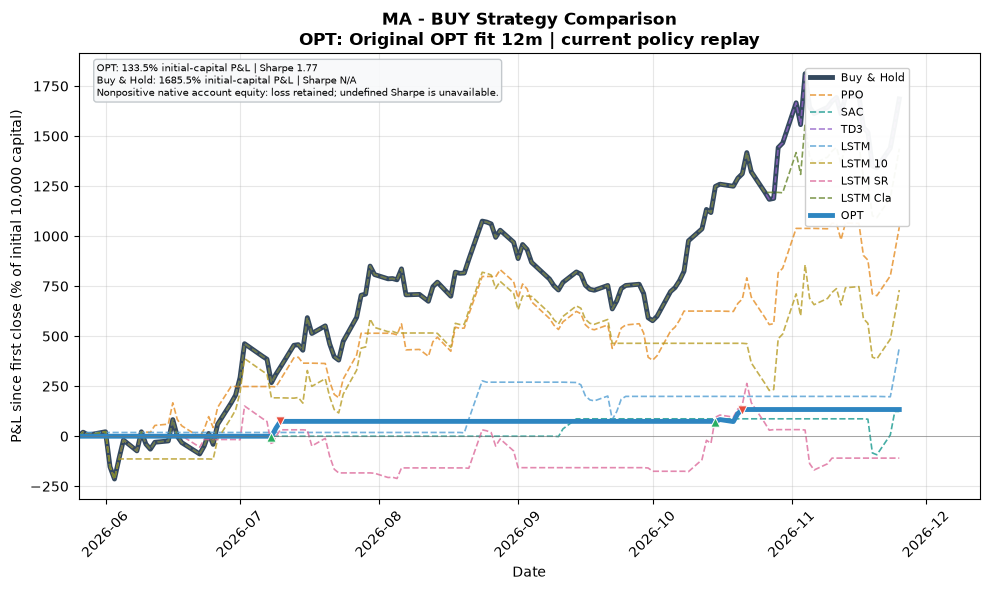 MA - BUY Strategy Comparison
OPT: Original OPT fit 12m | current policy replay
OPT: 133.5% initial-capital P&L | Sharpe 1.77
Buy & Hold: 1685.5% initial-capital P&L | Sharpe N/A
Nonpositive native account equity: loss retained; undefined Sharpe is unavailable.
Buy & Hold
PPO
SAC
TD3
LSTM
LSTM 10
LSTM SR
LSTM Cla
OPT
P&L since first close (% of initial 10,000 capital)
1750
1500
1250
1000
750
500
250
0
−250
2026-06
2026-07
2026-08
2026-09
2026-10
2026-11
2026-12
Date